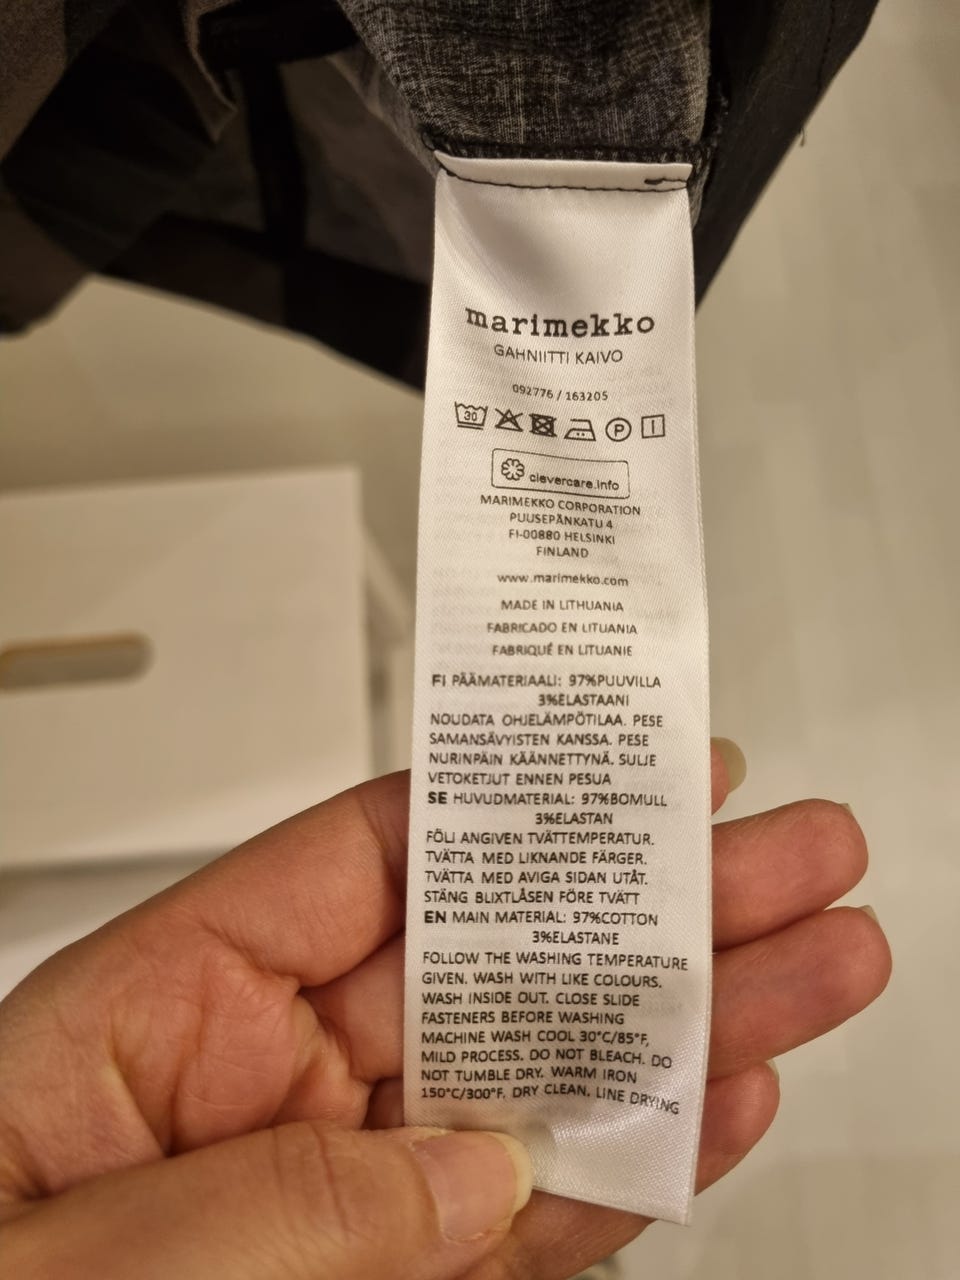 marimekko
GAHNIITTI KAIVO
092776 / 163205
30 P
clevercare.info
MARIMEKKO CORPORATION
PUUSEPÄNKATU 4
FI-00880 HELSINKI
FINLAND
www.marimekko.com
MADE IN LITHUANIA
FABRICADO EN LITUANIA
FABRIQUÉ EN LITUANIE
FI PÄÄMATERIAALI: 97%PUUVILLA
3%ELASTAANI
NOUDATA OHJELÄMPÖTILAA. PESE
SAMANSÄVYISTEN KANSSA. PESE
NURINPÄIN KÄÄNNETTYNÄ. SULJE
VETOKETJUT ENNEN PESUA
SE HUVUDMATERIAL: 97%BOMULL
3%ELASTAN
FÖLJ ANGIVEN TVÄTTEMPERATUR.
TVÄTTA MED LIKNANDE FÄRGER.
TVÄTTA MED AVIGA SIDAN UTÅT.
STÄNG BLIXTLÅSEN FÖRE TVÄTT
EN MAIN MATERIAL: 97%COTTON
3%ELASTANE
FOLLOW THE WASHING TEMPERATURE
GIVEN. WASH WITH LIKE COLOURS.
WASH INSIDE OUT. CLOSE SLIDE
FASTENERS BEFORE WASHING
MACHINE WASH COOL 30°C/85°F,
MILD PROCESS. DO NOT BLEACH. DO
NOT TUMBLE DRY. WARM IRON
150°C/300°F. DRY CLEAN. LINE DRYING